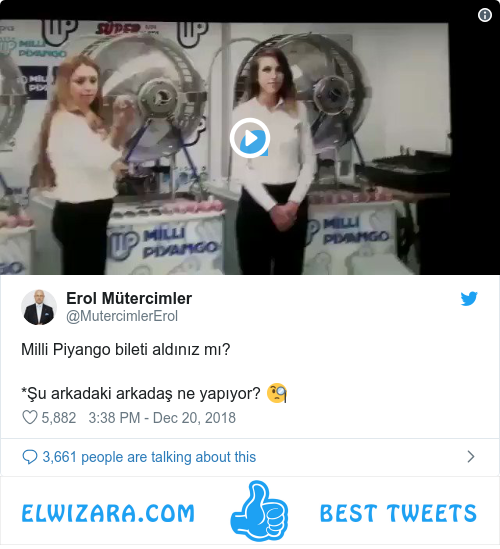 SÜPER
MİLLİ
PİYANGO
MİLLİ
PİYANGO
MİLLİ
PİYANGO
Erol Mütercimler
@MutercimlerErol
Milli Piyango bileti aldınız mı?
*Şu arkadaki arkadaş ne yapıyor? 🧐
5,882 3:38 PM - Dec 20, 2018
3,661 people are talking about this
ELWIZARA.COM BEST TWEETS